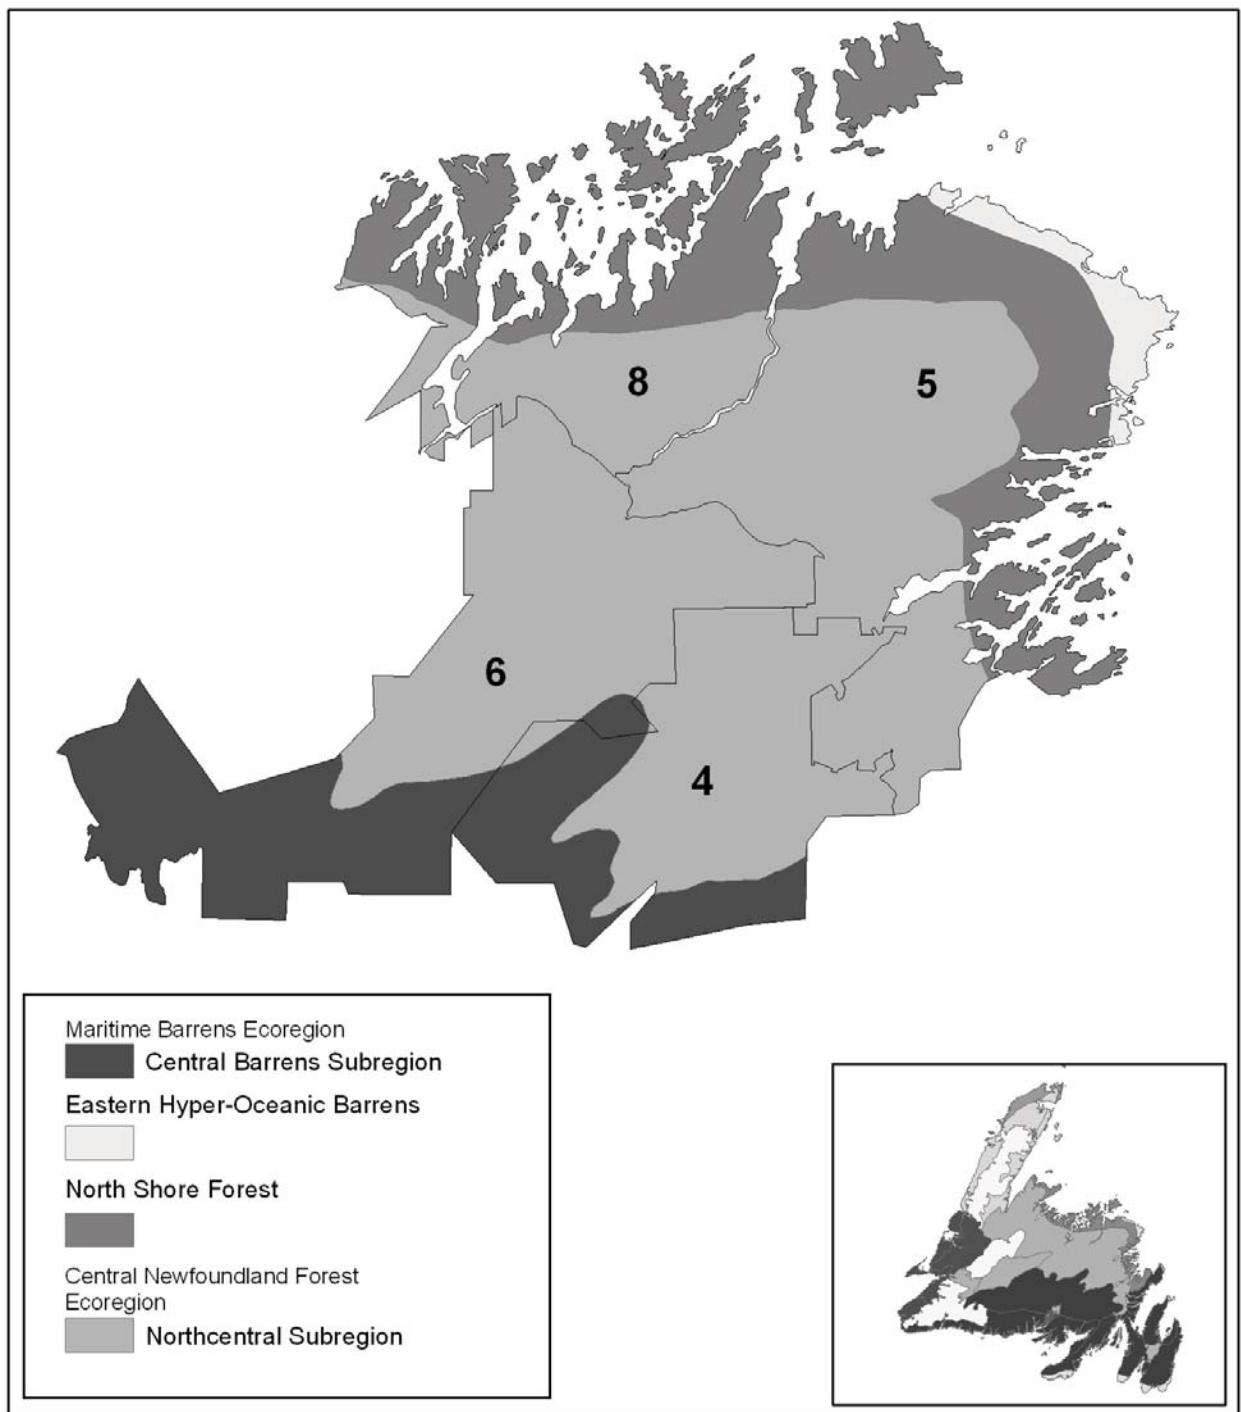 8
5
6
4
Maritime Barrens Ecoregion
Central Barrens Subregion
Eastern Hyper-Oceanic Barrens
North Shore Forest
Central Newfoundland Forest
Ecoregion
Northcentral Subregion